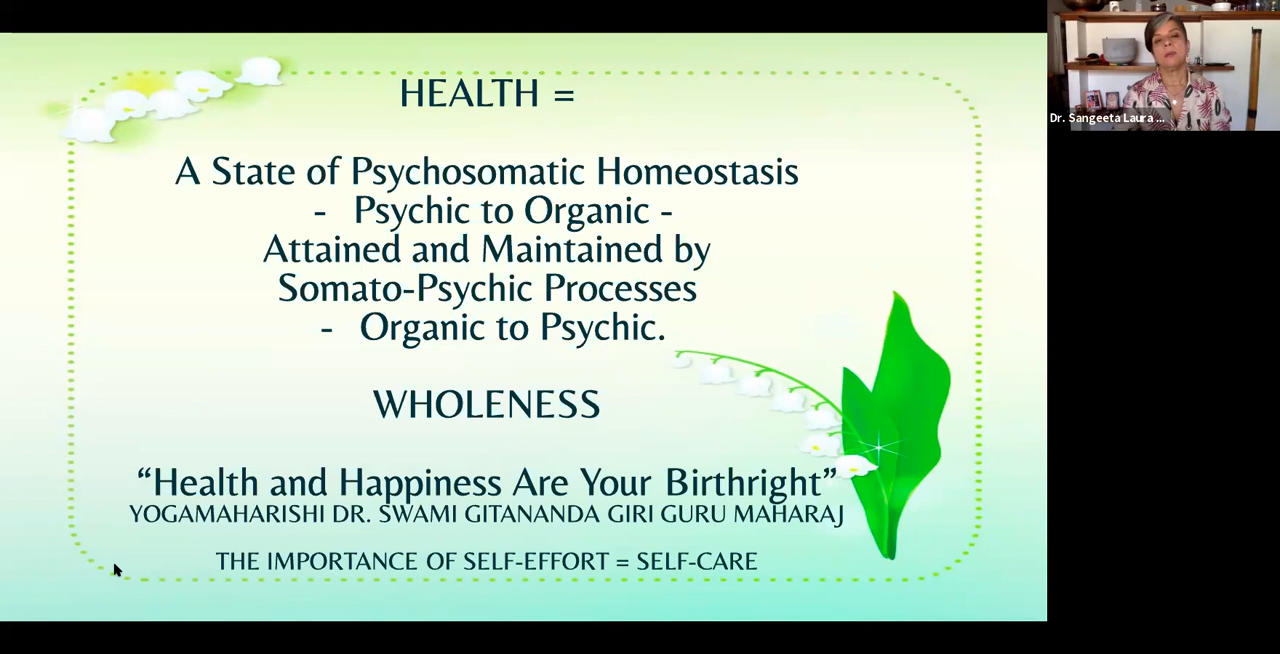 HEALTH =
A State of Psychosomatic Homeostasis
- Psychic to Organic -
Attained and Maintained by
Somato-Psychic Processes
- Organic to Psychic.
WHOLENESS
“Health and Happiness Are Your Birthright”
YOGAMAHARISHI DR. SWAMI GITANANDA GIRI GURU MAHARAJ
THE IMPORTANCE OF SELF-EFFORT = SELF-CARE
Dr. Sangeeta Laura ...